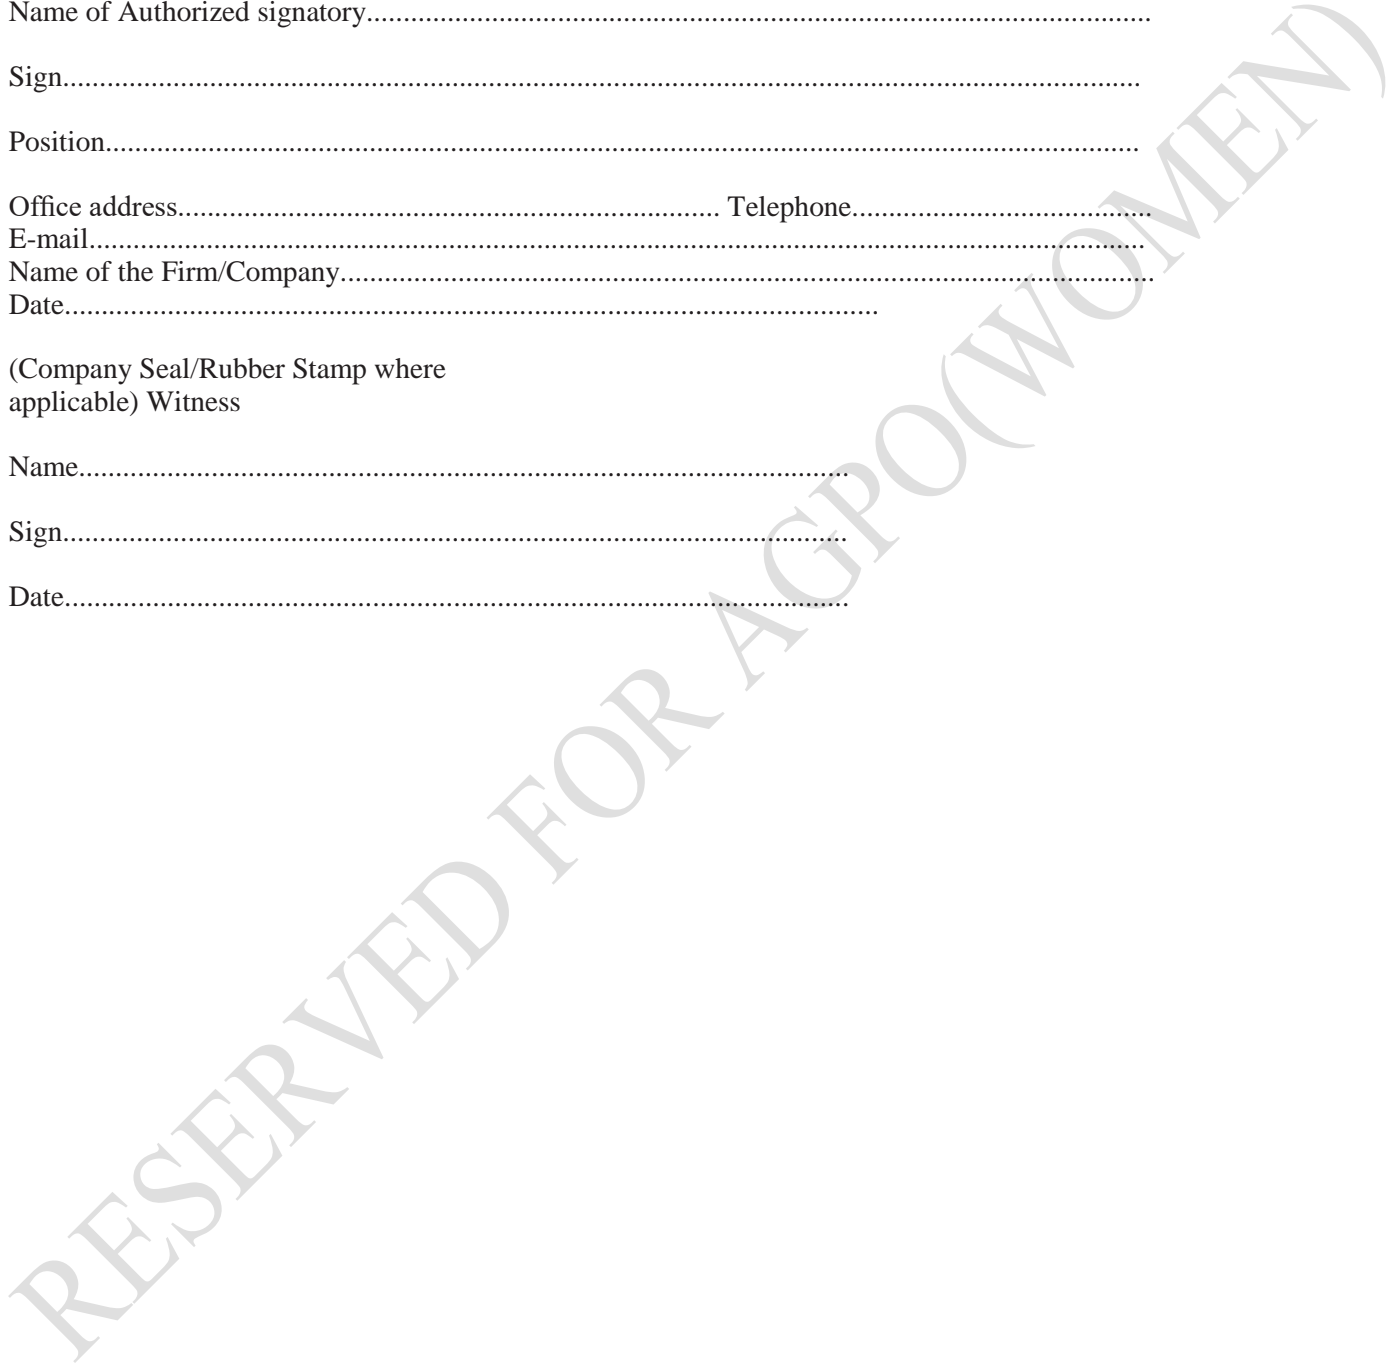 Name of Authorized signatory..........................................................................................................
Sign..................................................................................................................................................
Position............................................................................................................................................
Office address......................................................................... Telephone........................................
E-mail..............................................................................................................................................
Name of the Firm/Company..............................................................................................................
Date..............................................................................................................
(Company Seal/Rubber Stamp where
applicable) Witness
Name........................................................................................................
Sign..........................................................................................................
Date..........................................................................................................
RESERVED FOR AGPO(WOMEN)